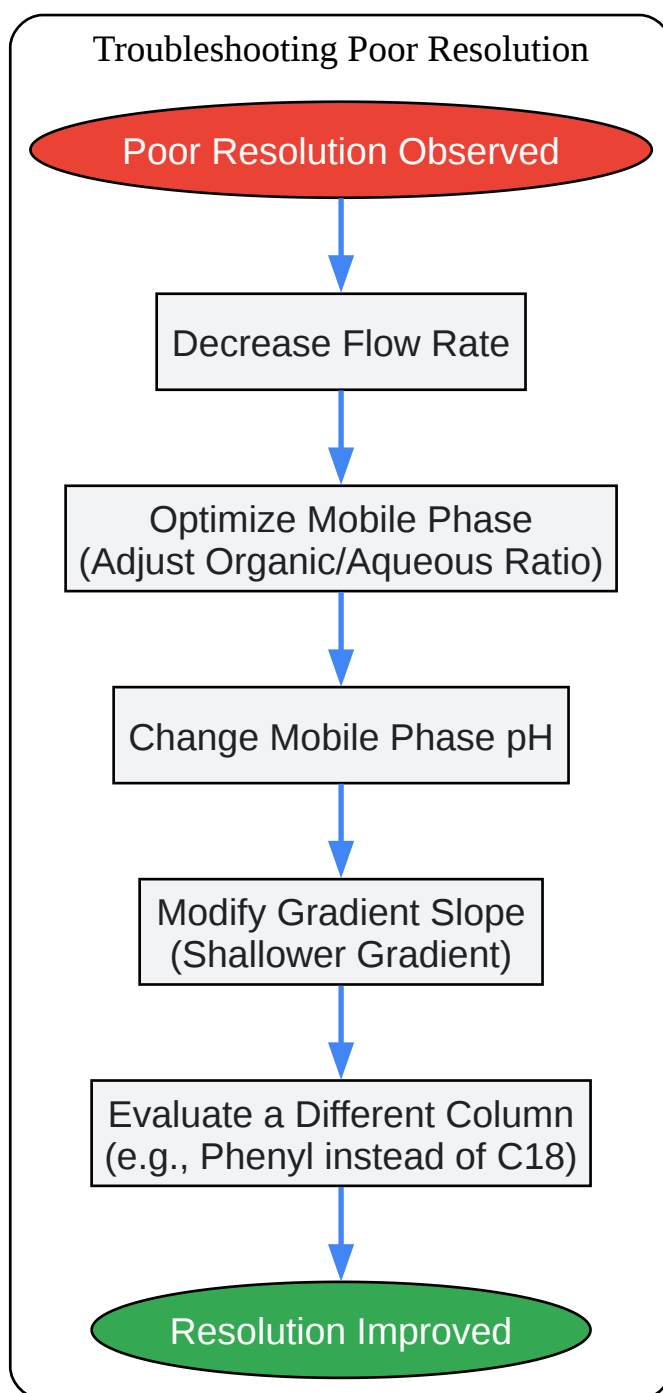 Troubleshooting Poor Resolution
Poor Resolution Observed
Decrease Flow Rate
Optimize Mobile Phase
(Adjust Organic/Aqueous Ratio)
Change Mobile Phase pH
Modify Gradient Slope
(Shallower Gradient)
Evaluate a Different Column
(e.g., Phenyl instead of C18)
Resolution Improved